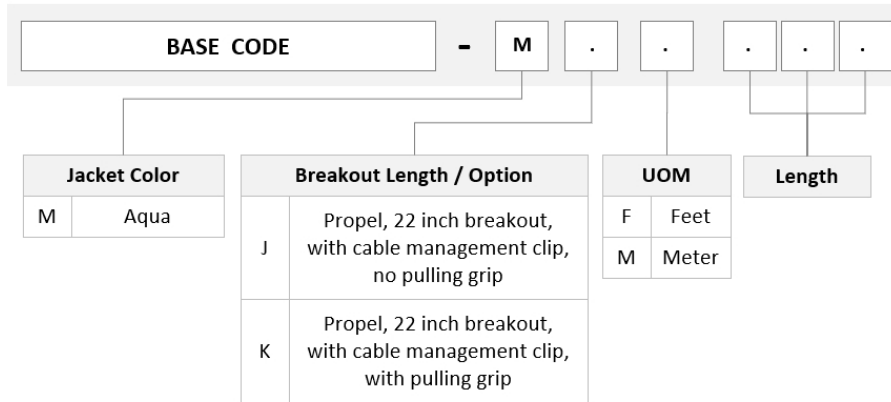 BASE CODE - M . . . . .
Jacket Color
M Aqua
Breakout Length / Option
J Propel, 22 inch breakout,
with cable management clip,
no pulling grip
K Propel, 22 inch breakout,
with cable management clip,
with pulling grip
UOM
F Feet
M Meter
Length